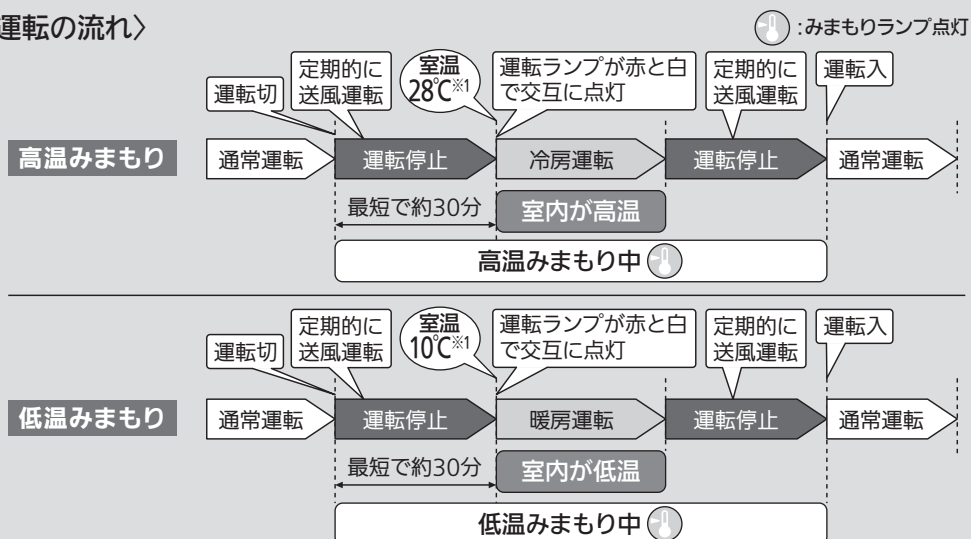 運転の流れ〉
:みまもりランプ点灯
運転切
定期的に
送風運転
室温
28℃※1
運転ランプが赤と白
で交互に点灯
定期的に
送風運転
運転入
高温みまもり
通常運転
運転停止
冷房運転
運転停止
通常運転
最短で約30分
室内が高温
高温みまもり中
運転切
定期的に
送風運転
室温
10℃※1
運転ランプが赤と白
で交互に点灯
定期的に
送風運転
運転入
低温みまもり
通常運転
運転停止
暖房運転
運転停止
通常運転
最短で約30分
室内が低温
低温みまもり中